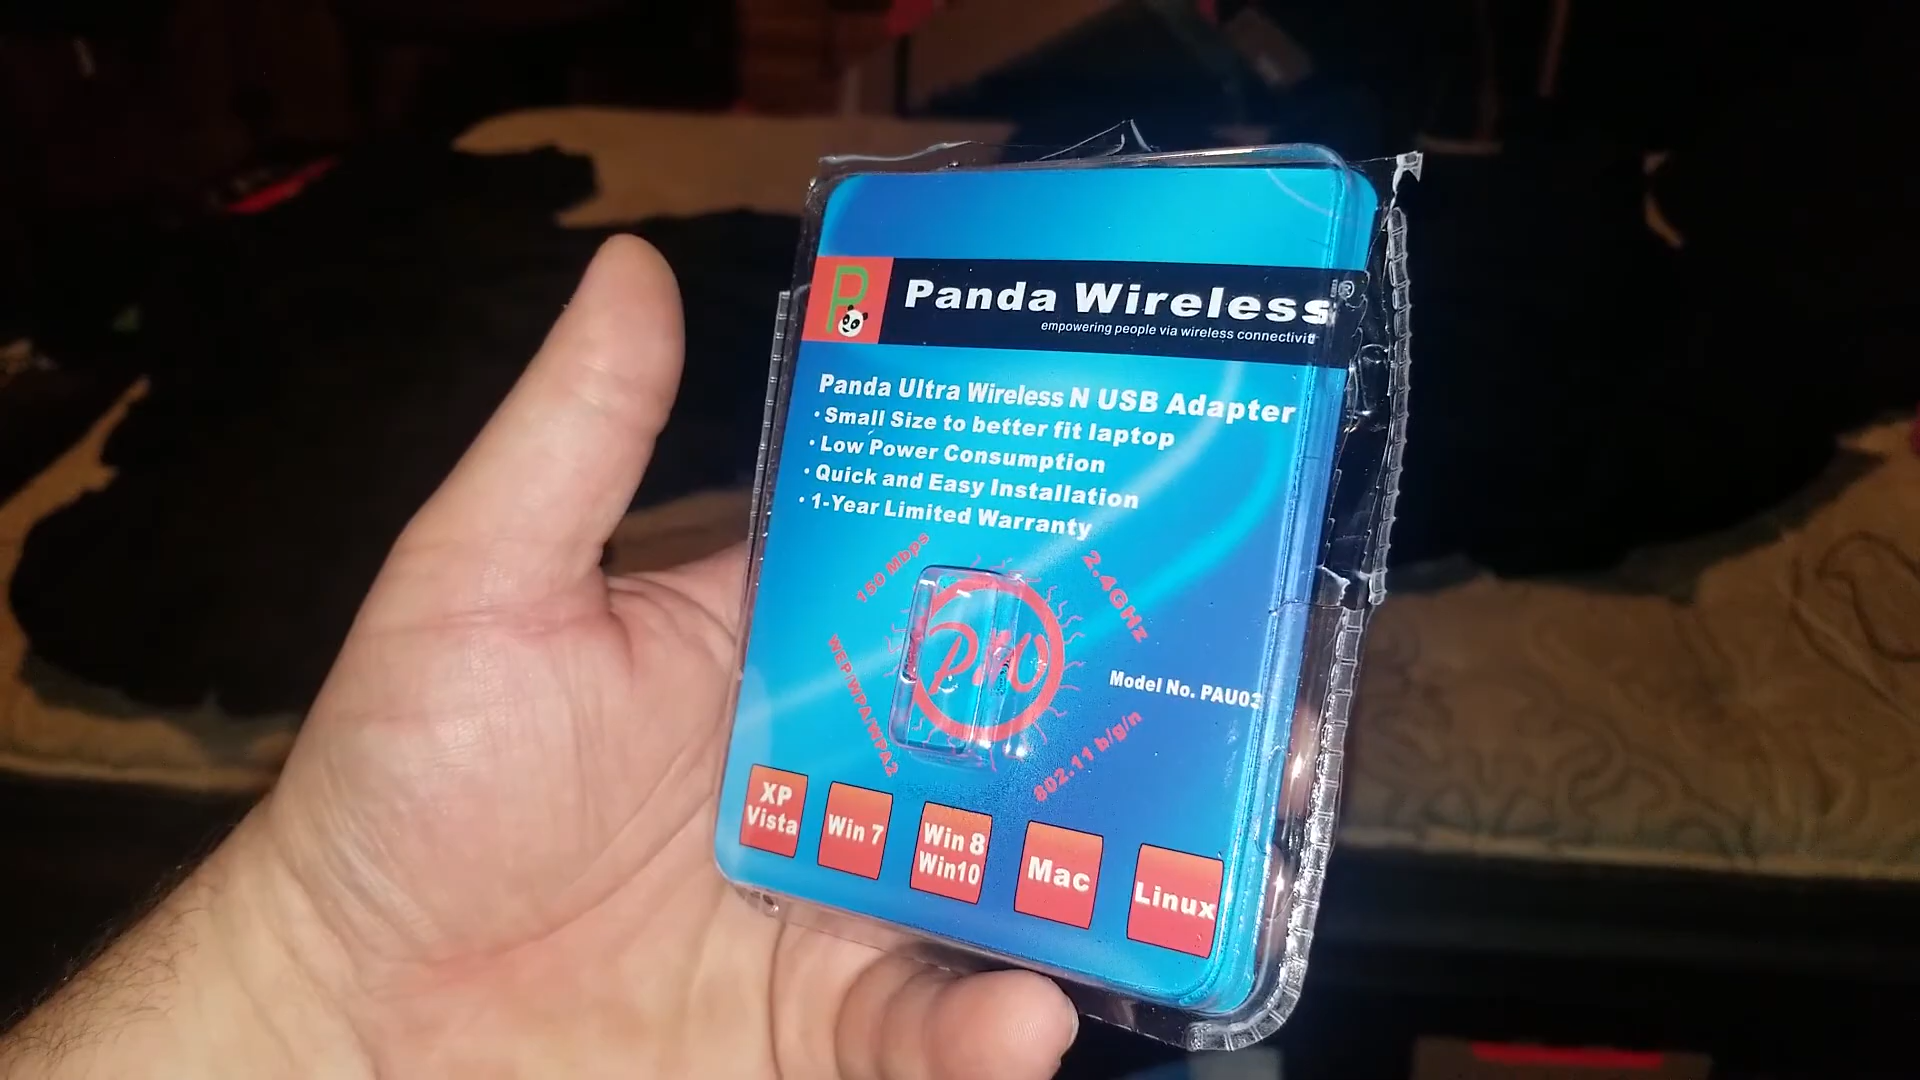 P
Panda Wireless®
empowering people via wireless connectivit
Panda Ultra Wireless N USB Adapter
• Small Size to better fit laptop
• Low Power Consumption
• Quick and Easy Installation
• 1-Year Limited Warranty
150 Mbps
2.4GHz
PW
WEP/WPA/WPA2
802.11 b/g/n
Model No. PAU03
XP
Vista
Win 7
Win 8
Win10
Mac
Linux